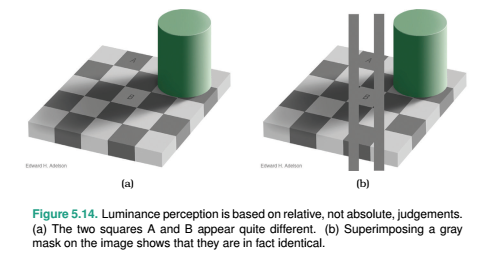 A
A
B
B
Edward H. Adelson
Edward H. Adelson
(a)
(b)
Figure 5.14. Luminance perception is based on relative, not absolute, judgements.
(a) The two squares A and B appear quite different. (b) Superimposing a gray
mask on the image shows that they are in fact identical.